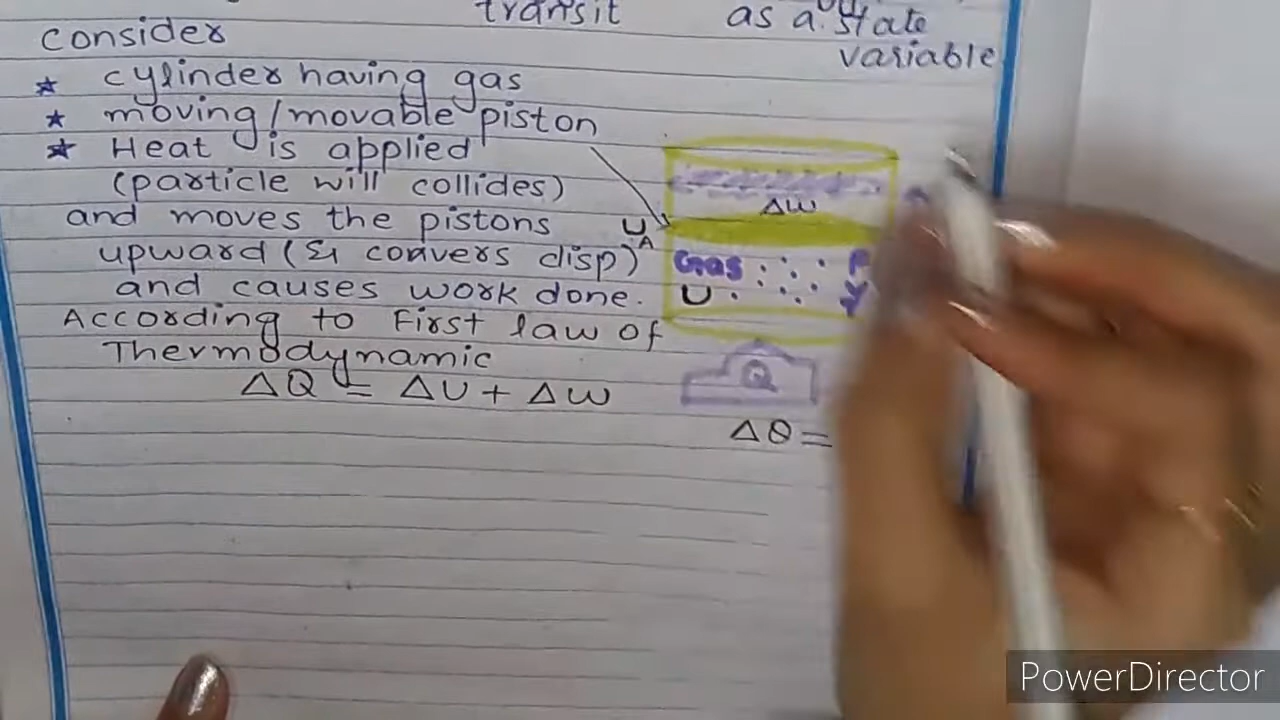 transit as a state
consider variable
* cylinder having gas
* moving/movable piston
* Heat is applied
(particle will collides)
and moves the pistons
upward (& convers disp)
and causes work done.
According to First law of
Thermodynamic
ΔQ = ΔU + ΔW
ΔW
U A
Gas P
U V
Q
ΔQ =
PowerDirector